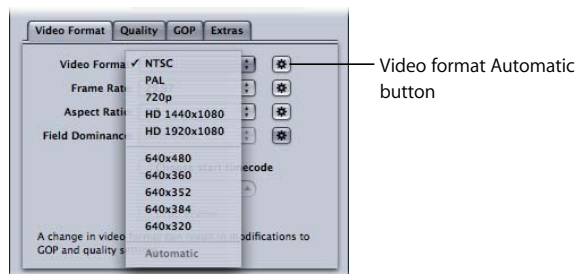 Video Format Quality GOP Extras
Video Forma ✓ NTSC
PAL
Frame Rat
720p
Aspect Rati HD 1440x1080
HD 1920x1080
Field Dominanc
640x480
start timecode
640x360
640x352
640x384
640x320
A change in video modifications to
GOP and quality s
Automatic
Video format Automatic
button